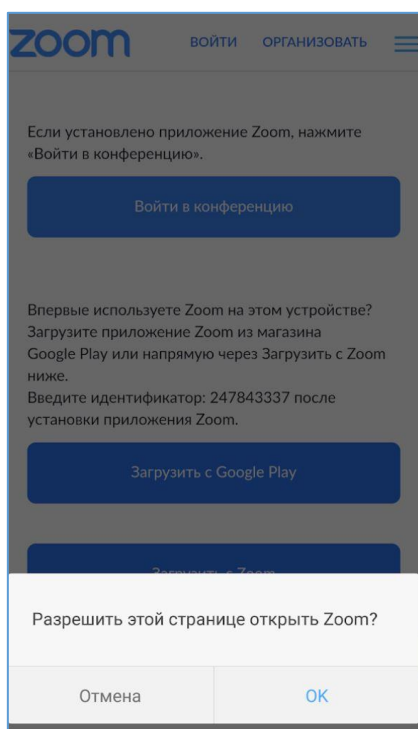 zoom ВОЙТИ ОРГАНИЗОВАТЬ
Если установлено приложение Zoom, нажмите
«Войти в конференцию».
Войти в конференцию
Впервые используете Zoom на этом устройстве?
Загрузите приложение Zoom из магазина
Google Play или напрямую через Загрузить с Zoom
ниже.
Введите идентификатор: 247843337 после
установки приложения Zoom.
Загрузить с Google Play
Загрузить с Zoom
Разрешить этой странице открыть Zoom?
Отмена OK